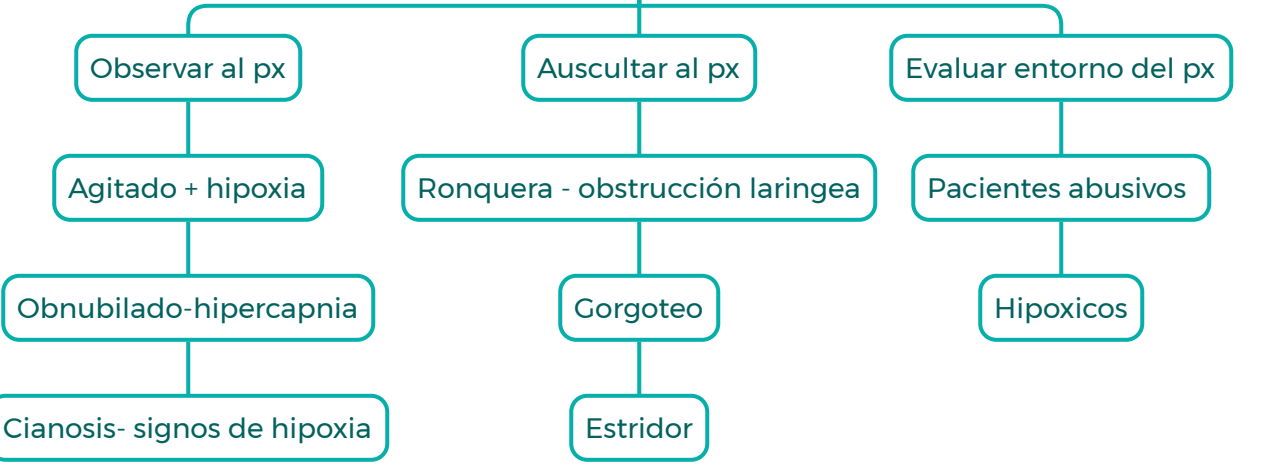 Observar al px
Auscultar al px
Evaluar entorno del px
Agitado + hipoxia
Ronquera - obstrucción laringea
Pacientes abusivos
Obnubilado-hipercapnia
Gorgoteo
Hipoxicos
Cianosis- signos de hipoxia
Estridor